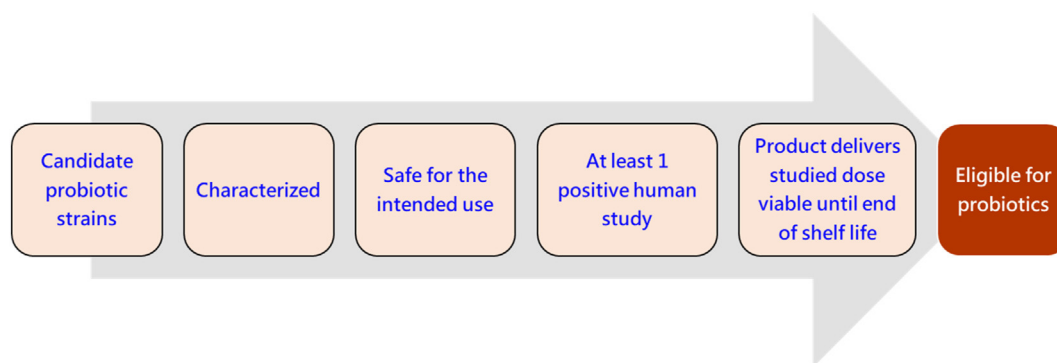 Candidate
probiotic
strains
Characterized
Safe for the
intended use
At least 1
positive human
study
Product delivers
studied dose
viable until end
of shelf life
Eligible for
probiotics